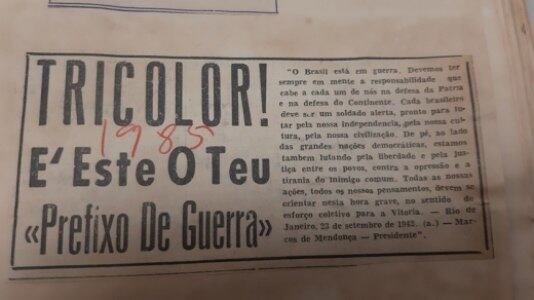 TRICOLOR!
1985
E' Este O Teu
«Prefixo De Guerra»
"O Brasil está em guerra. Devemos ter
sempre em mente a responsabilidade que
cabe a cada um de nós na defesa da Patria
e na defesa do Continente. Cada brasileiro
deve ser um soldado alerta, pronto para lu-
tar pela nossa independencia, pela nossa cul-
tura, pela nossa civilização. De pé, ao lado
das grandes nações democráticas, estamos
tambem lutando pela liberdade e pela jus-
tiça entre os povos, contra a opressão e a
tirania do inimigo comum. Todas as nossas
ações, todos os nossos pensamentos, devem se
orientar nesta hora grave, no sentido de
esforço coletivo para a Vitoria. — Rio de
Janeiro, 23 de setembro de 1942. (a.) — Mar-
cos de Mendonça — Presidente".